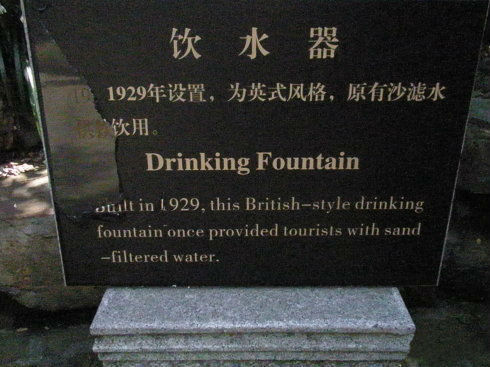 饮水器
1929年设置，为英式风格，原有沙滤水
饮用。
Drinking Fountain
Built in 1929, this British-style drinking
fountain once provided tourists with sand
-filtered water.